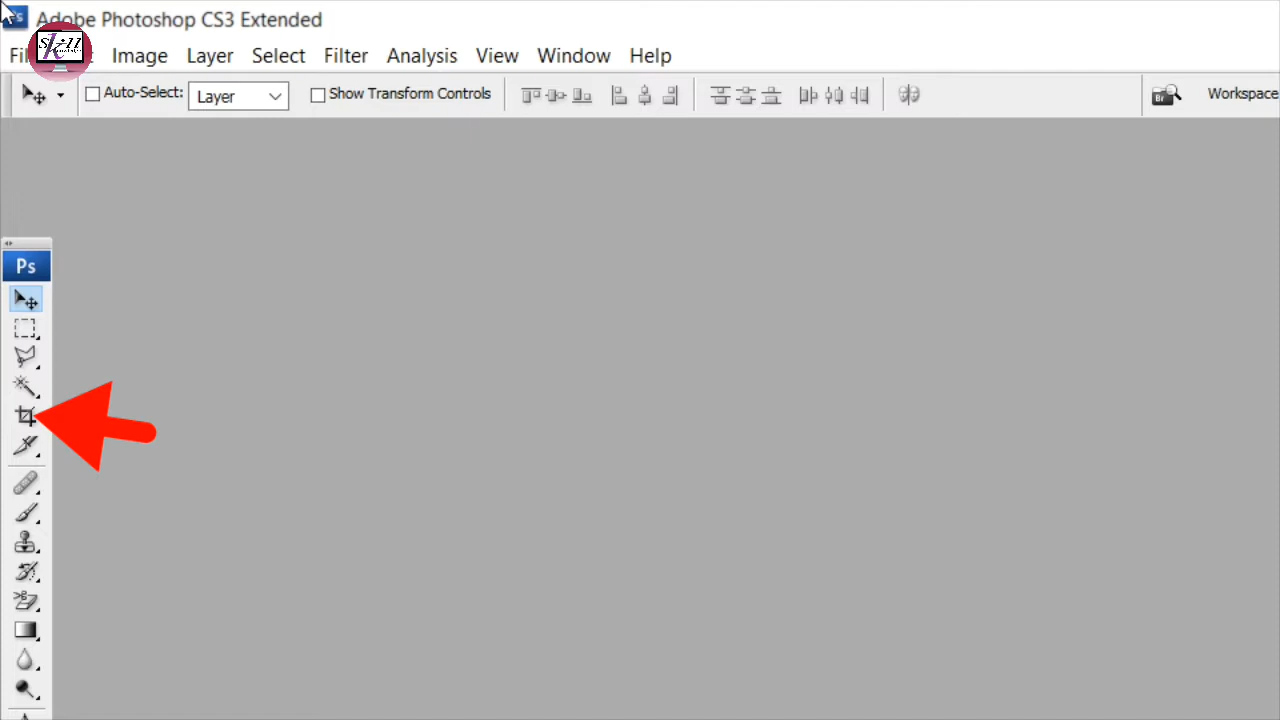 Adobe Photoshop CS3 Extended
Image Layer Select Filter Analysis View Window Help
Auto-Select: Layer Show Transform Controls Br Workspace
Ps